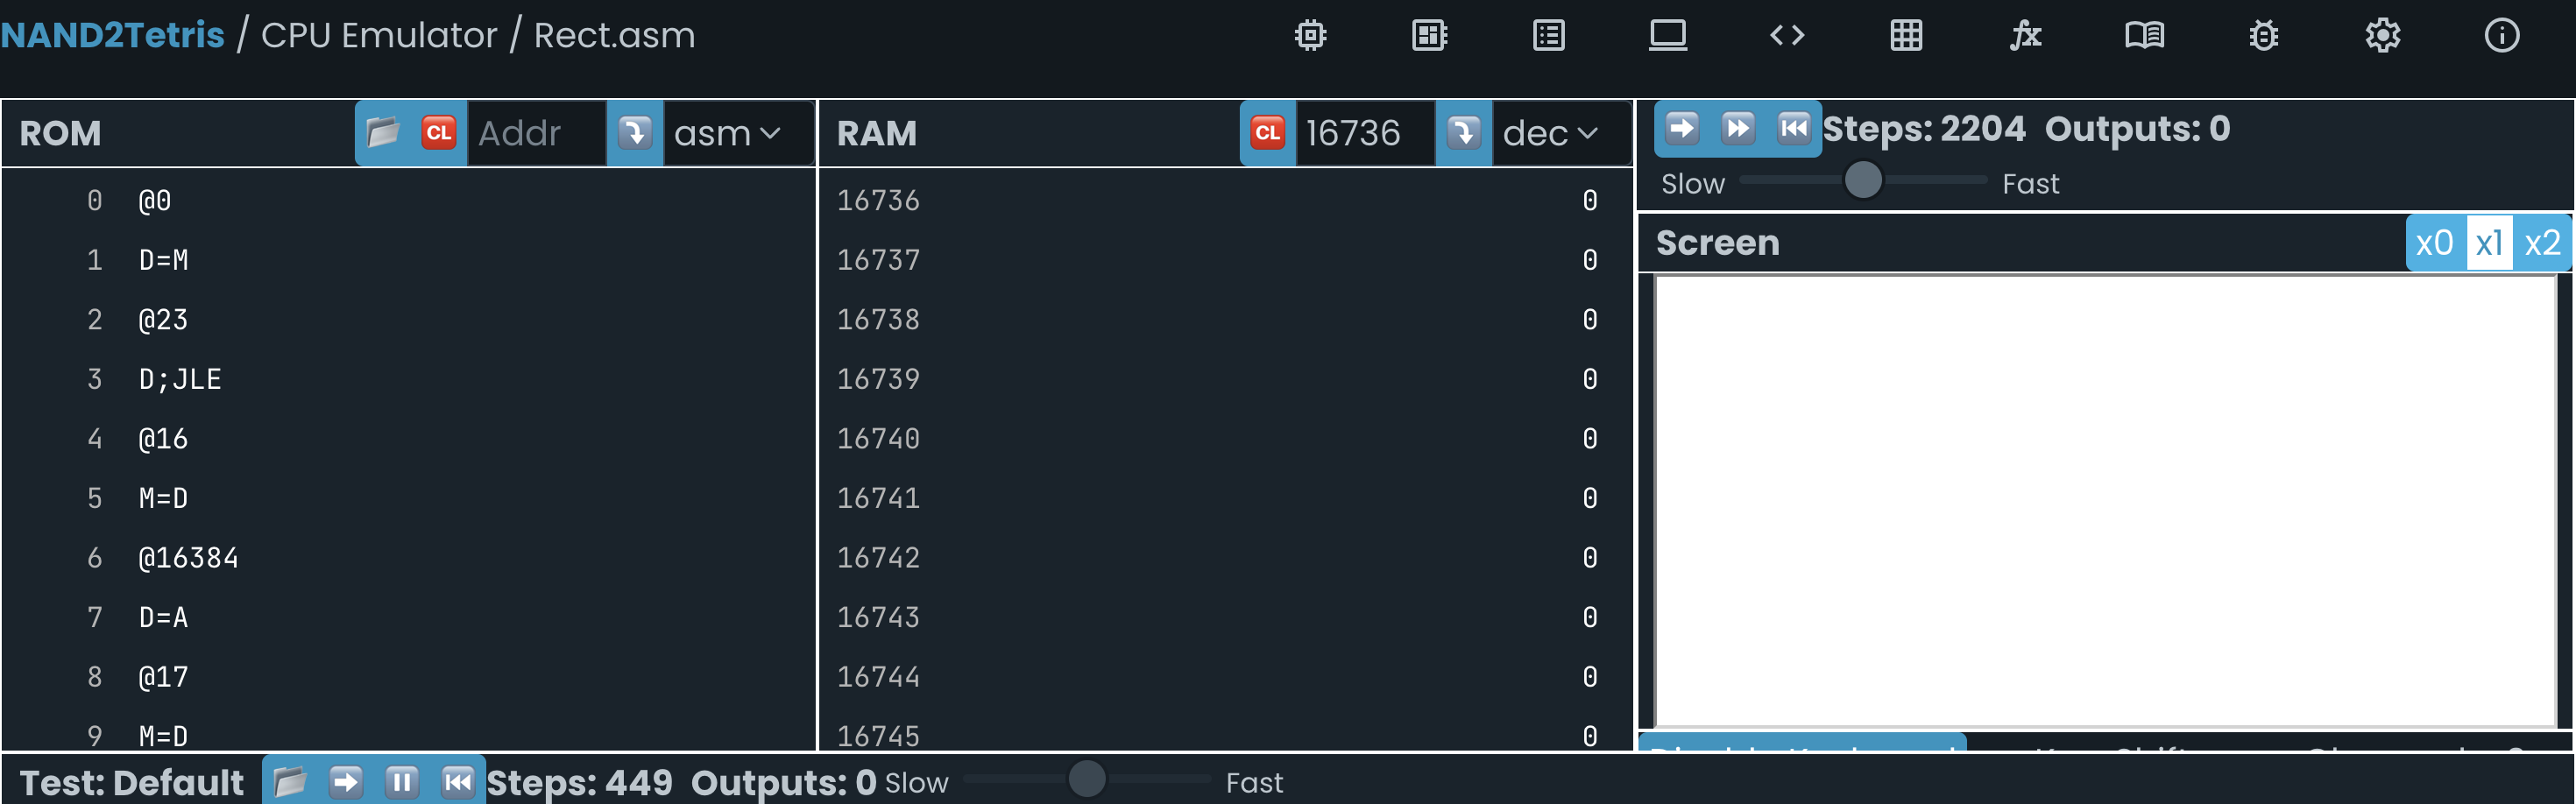 NAND2Tetris / CPU Emulator / Rect.asm
ROM CL Addr asm
0 @0
1 D=M
2 @23
3 D;JLE
4 @16
5 M=D
6 @16384
7 D=A
8 @17
9 M=D
RAM CL 16736 dec
16736 0
16737 0
16738 0
16739 0
16740 0
16741 0
16742 0
16743 0
16744 0
16745 0
Steps: 2204 Outputs: 0
Slow Fast
Screen x0 x1 x2
Test: Default Steps: 449 Outputs: 0 Slow Fast